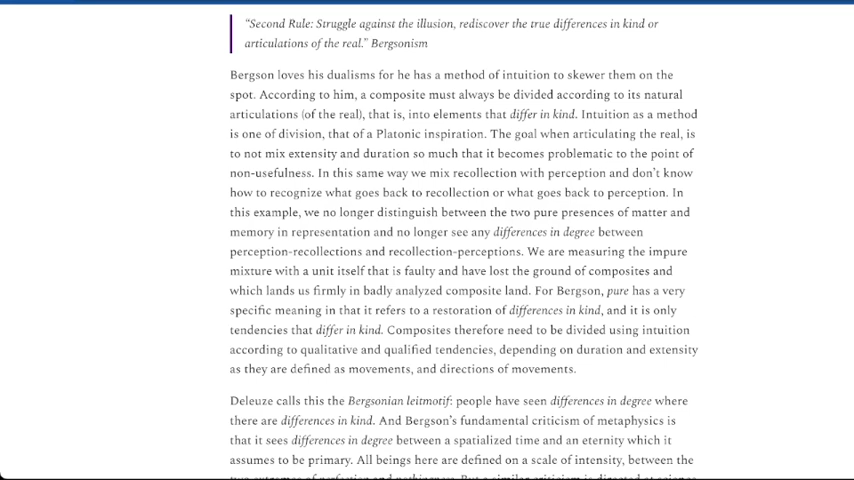 “Second Rule: Struggle against the illusion, rediscover the true differences in kind or
articulations of the real.” Bergsonism
Bergson loves his dualisms for he has a method of intuition to skewer them on the
spot. According to him, a composite must always be divided according to its natural
articulations (of the real), that is, into elements that differ in kind. Intuition as a method
is one of division, that of a Platonic inspiration. The goal when articulating the real, is
to not mix extensity and duration so much that it becomes problematic to the point of
non-usefulness. In this same way we mix recollection with perception and don’t know
how to recognize what goes back to recollection or what goes back to perception. In
this example, we no longer distinguish between the two pure presences of matter and
memory in representation and no longer see any differences in degree between
perception-recollections and recollection-perceptions. We are measuring the impure
mixture with a unit itself that is faulty and have lost the ground of composites and
which lands us firmly in badly analyzed composite land. For Bergson, pure has a very
specific meaning in that it refers to a restoration of differences in kind, and it is only
tendencies that differ in kind. Composites therefore need to be divided using intuition
according to qualitative and qualified tendencies, depending on duration and extensity
as they are defined as movements, and directions of movements.
Deleuze calls this the Bergsonian leitmotif: people have seen differences in degree where
there are differences in kind. And Bergson’s fundamental criticism of metaphysics is
that it sees differences in degree between a spatialized time and an eternity which it
assumes to be primary. All beings here are defined on a scale of intensity, between the